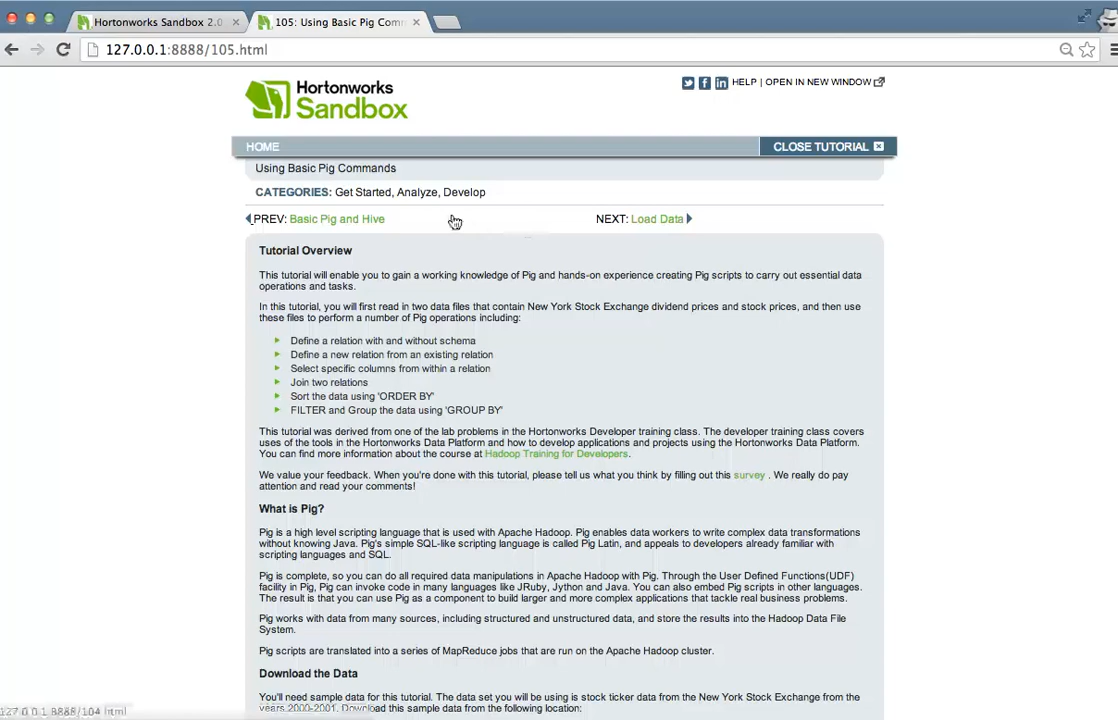 Hortonworks Sandbox 2.0
105: Using Basic Pig Comm
127.0.0.1:8888/105.html
Hortonworks
Sandbox
HELP | OPEN IN NEW WINDOW
HOME
CLOSE TUTORIAL
Using Basic Pig Commands
CATEGORIES: Get Started, Analyze, Develop
PREV: Basic Pig and Hive
NEXT: Load Data
Tutorial Overview
This tutorial will enable you to gain a working knowledge of Pig and hands-on experience creating Pig scripts to carry out essential data
operations and tasks.
In this tutorial, you will first read in two data files that contain New York Stock Exchange dividend prices and stock prices, and then use
these files to perform a number of Pig operations including:
Define a relation with and without schema
Define a new relation from an existing relation
Select specific columns from within a relation
Join two relations
Sort the data using 'ORDER BY'
FILTER and Group the data using 'GROUP BY'
This tutorial was derived from one of the lab problems in the Hortonworks Developer training class. The developer training class covers
uses of the tools in the Hortonworks Data Platform and how to develop applications and projects using the Hortonworks Data Platform.
You can find more information about the course at Hadoop Training for Developers.
We value your feedback. When you're done with this tutorial, please tell us what you think by filling out this survey . We really do pay
attention and read your comments!
What is Pig?
Pig is a high level scripting language that is used with Apache Hadoop. Pig enables data workers to write complex data transformations
without knowing Java. Pig's simple SQL-like scripting language is called Pig Latin, and appeals to developers already familiar with
scripting languages and SQL.
Pig is complete, so you can do all required data manipulations in Apache Hadoop with Pig. Through the User Defined Functions(UDF)
facility in Pig, Pig can invoke code in many languages like JRuby, Jython and Java. You can also embed Pig scripts in other languages.
The result is that you can use Pig as a component to build larger and more complex applications that tackle real business problems.
Pig works with data from many sources, including structured and unstructured data, and store the results into the Hadoop Data File
System.
Pig scripts are translated into a series of MapReduce jobs that are run on the Apache Hadoop cluster.
Download the Data
You'll need sample data for this tutorial. The data set you will be using is stock ticker data from the New York Stock Exchange from the
years 2000-2001. Download this sample data from the following location:
127.0.0.1:8888/104.html